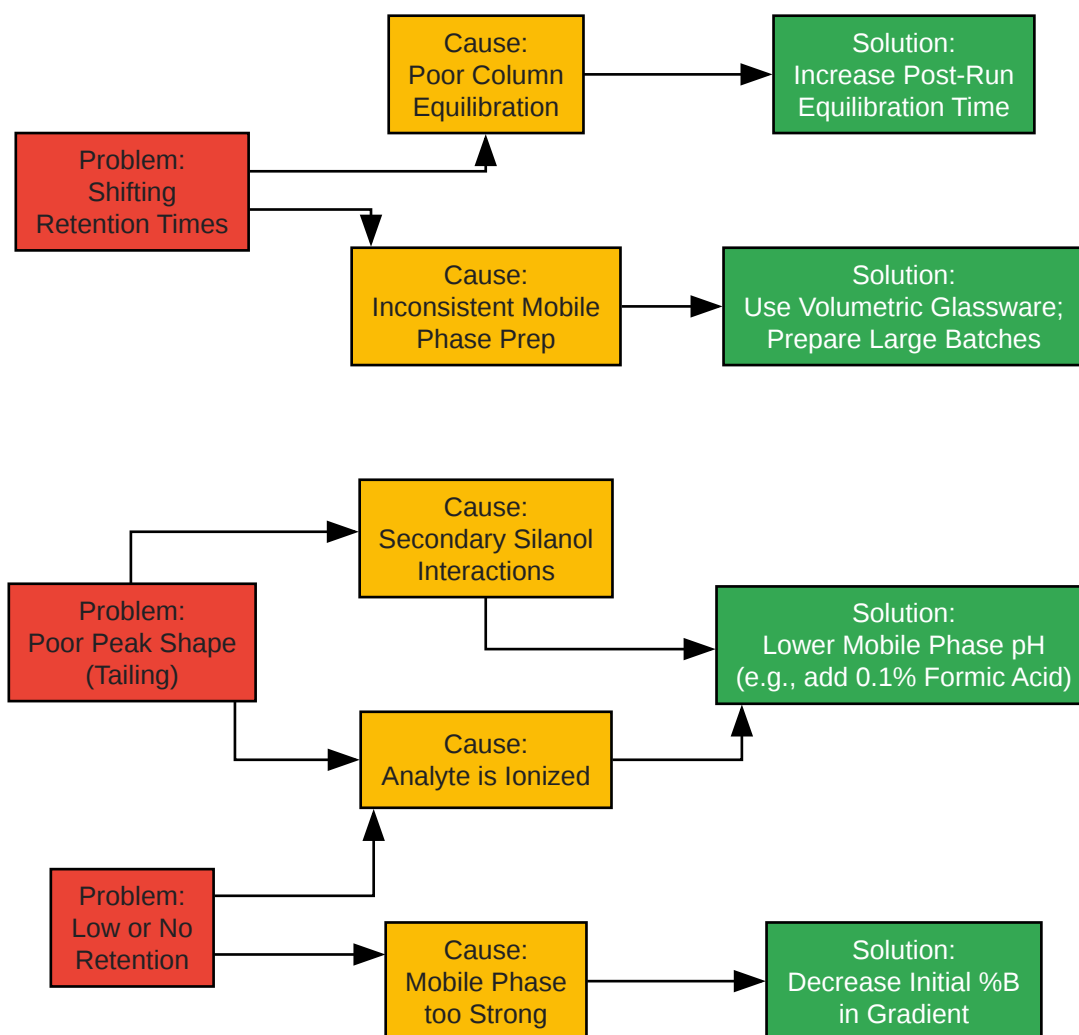 Cause:
Poor Column
Equilibration
Solution:
Increase Post-Run
Equilibration Time
Problem:
Shifting
Retention Times
Cause:
Inconsistent Mobile
Phase Prep
Solution:
Use Volumetric Glassware;
Prepare Large Batches
Cause:
Secondary Silanol
Interactions
Problem:
Poor Peak Shape
(Tailing)
Solution:
Lower Mobile Phase pH
(e.g., add 0.1% Formic Acid)
Cause:
Analyte is Ionized
Problem:
Low or No
Retention
Cause:
Mobile Phase
too Strong
Solution:
Decrease Initial %B
in Gradient